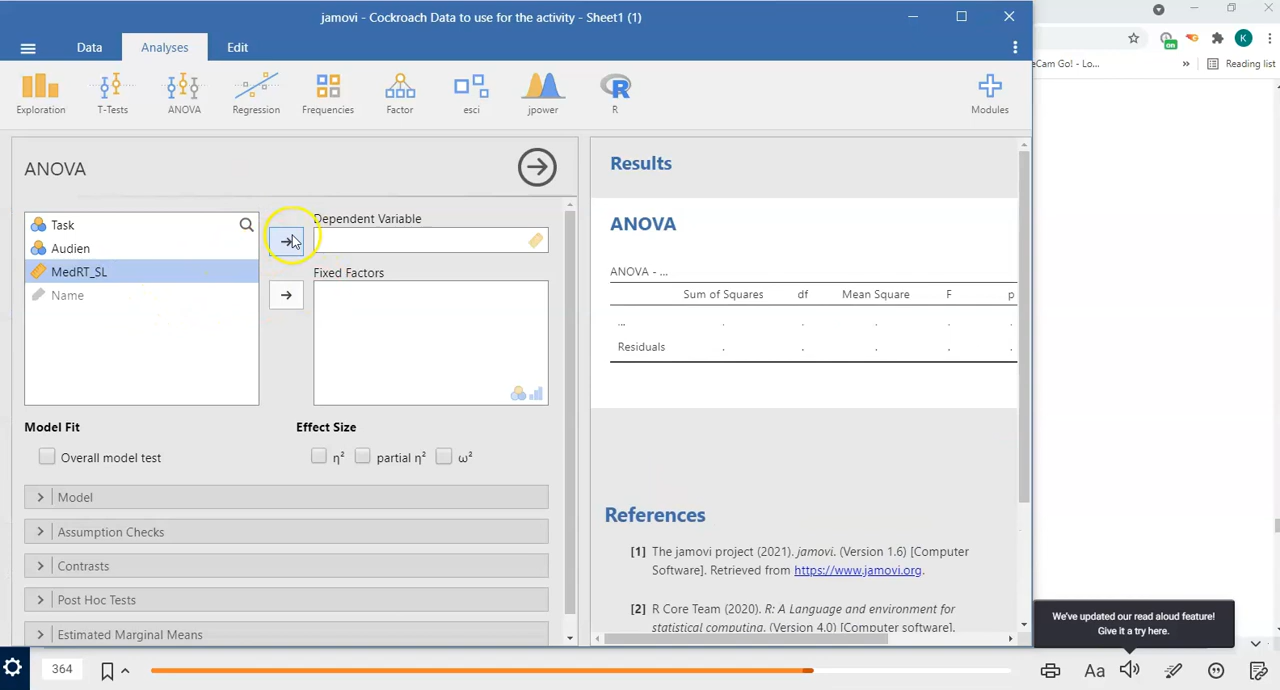 jamovi - Cockroach Data to use for the activity - Sheet1 (1)
Data
Analyses
Edit
K
on
eCam Go! - Lo...
»
Reading list
Exploration
T-Tests
ANOVA
Regression
Frequencies
Factor
esci
jpower
R
R
Modules
ANOVA
Task
Audien
MedRT_SL
Name
Dependent Variable
Fixed Factors
Model Fit
Overall model test
Effect Size
η²
partial η²
ω²
Model
Assumption Checks
Contrasts
Post Hoc Tests
Estimated Marginal Means
Results
ANOVA
ANOVA - ...
Sum of Squares df Mean Square F p
... . . . . .
Residuals . . . . .
References
[1] The jamovi project (2021). jamovi. (Version 1.6) [Computer
Software]. Retrieved from https://www.jamovi.org.
[2] R Core Team (2020). R: A Language and environment for
statistical computing. (Version 4.0) [Computer software].
We've updated our read aloud feature!
Give it a try here.
364
Aa